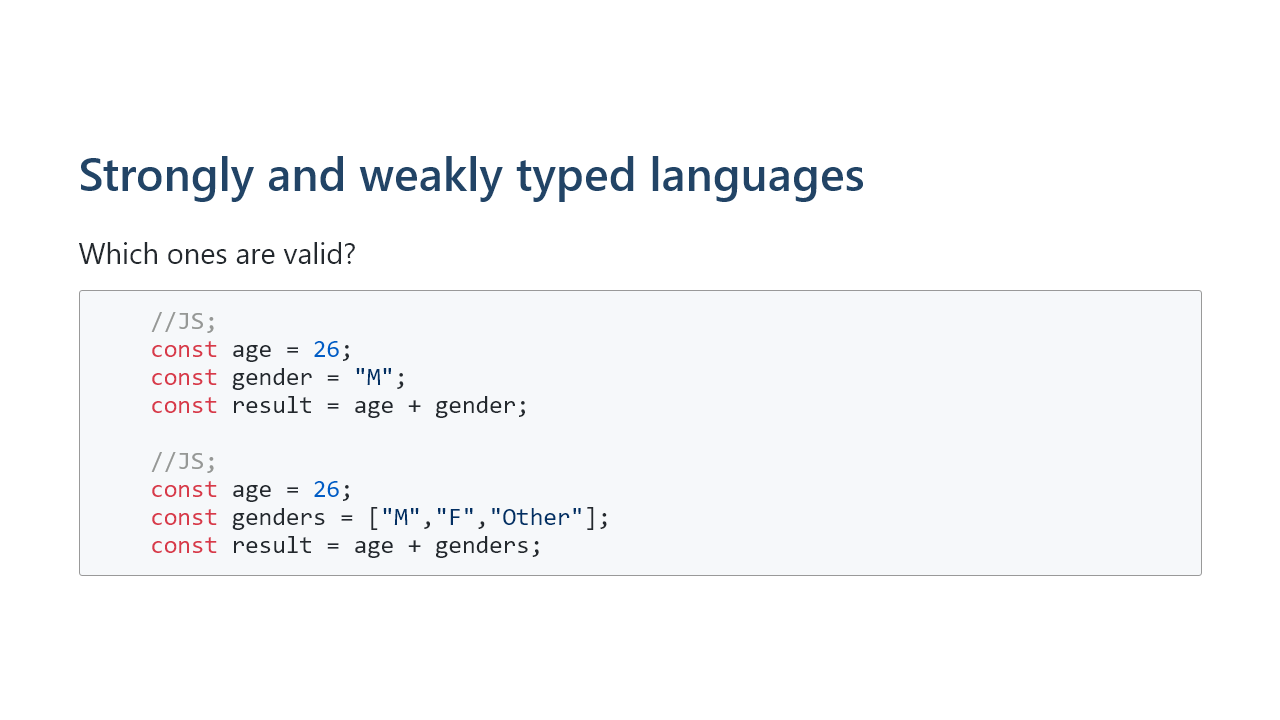 Strongly and weakly typed languages
Which ones are valid?
//JS;
const age = 26;
const gender = "M";
const result = age + gender;
//JS;
const age = 26;
const genders = ["M","F","Other"];
const result = age + genders;